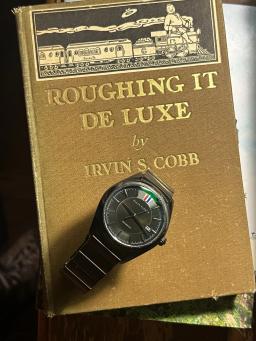 ROUGHING IT
DE LUXE
by
IRVIN S. COBB